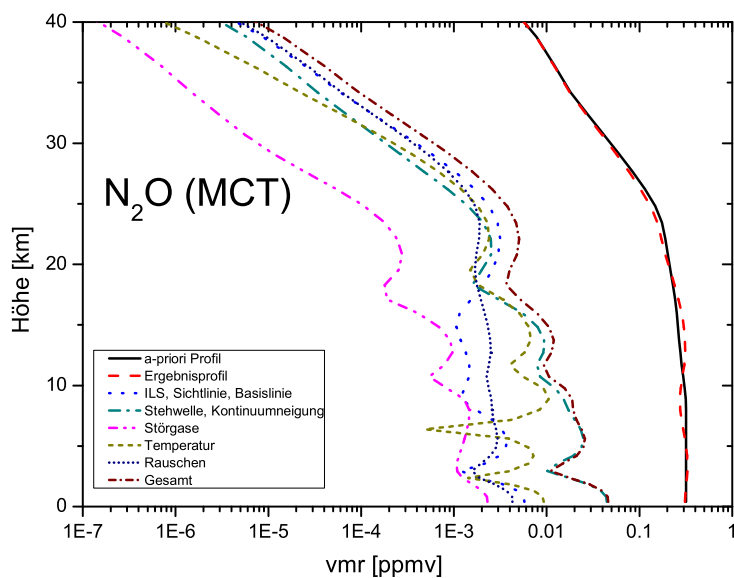 40
30
20
10
0
Höhe [km]
N₂O (MCT)
a-priori Profil
Ergebnisprofil
ILS, Sichtlinie, Basislinie
Stehwelle, Kontinuumneigung
Störgase
Temperatur
Rauschen
Gesamt
1E-7 1E-6 1E-5 1E-4 1E-3 0.01 0.1 1
vmr [ppmv]